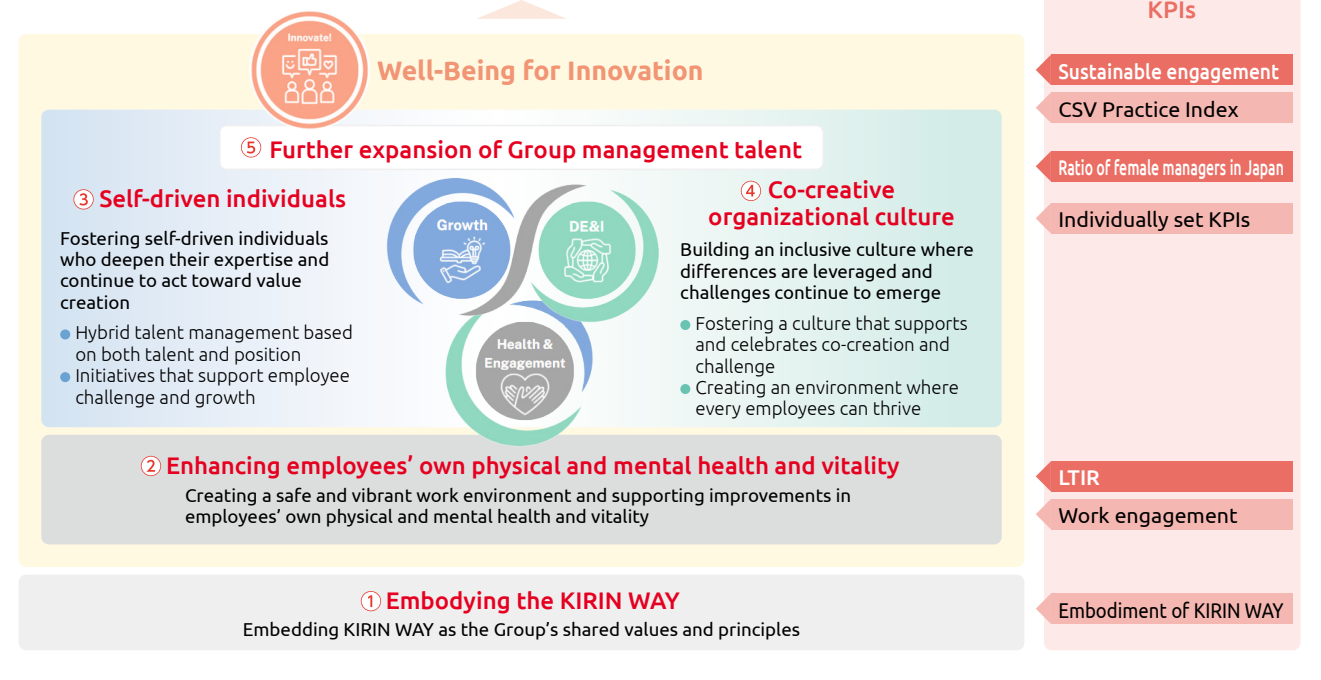 KPIs
Innovate!
Well-Being for Innovation
⑤ Further expansion of Group management talent
③ Self-driven individuals
Fostering self-driven individuals
who deepen their expertise and
continue to act toward value
creation
● Hybrid talent management based
on both talent and position
● Initiatives that support employee
challenge and growth
Growth
DE&I
Health &
Engagement
④ Co-creative
organizational culture
Building an inclusive culture where
differences are leveraged and
challenges continue to emerge
● Fostering a culture that supports
and celebrates co-creation and
challenge
● Creating an environment where
every employees can thrive
② Enhancing employees’ own physical and mental health and vitality
Creating a safe and vibrant work environment and supporting improvements in
employees’ own physical and mental health and vitality
① Embodying the KIRIN WAY
Embedding KIRIN WAY as the Group’s shared values and principles
Sustainable engagement
CSV Practice Index
Ratio of female managers in Japan
Individually set KPIs
LTIR
Work engagement
Embodiment of KIRIN WAY